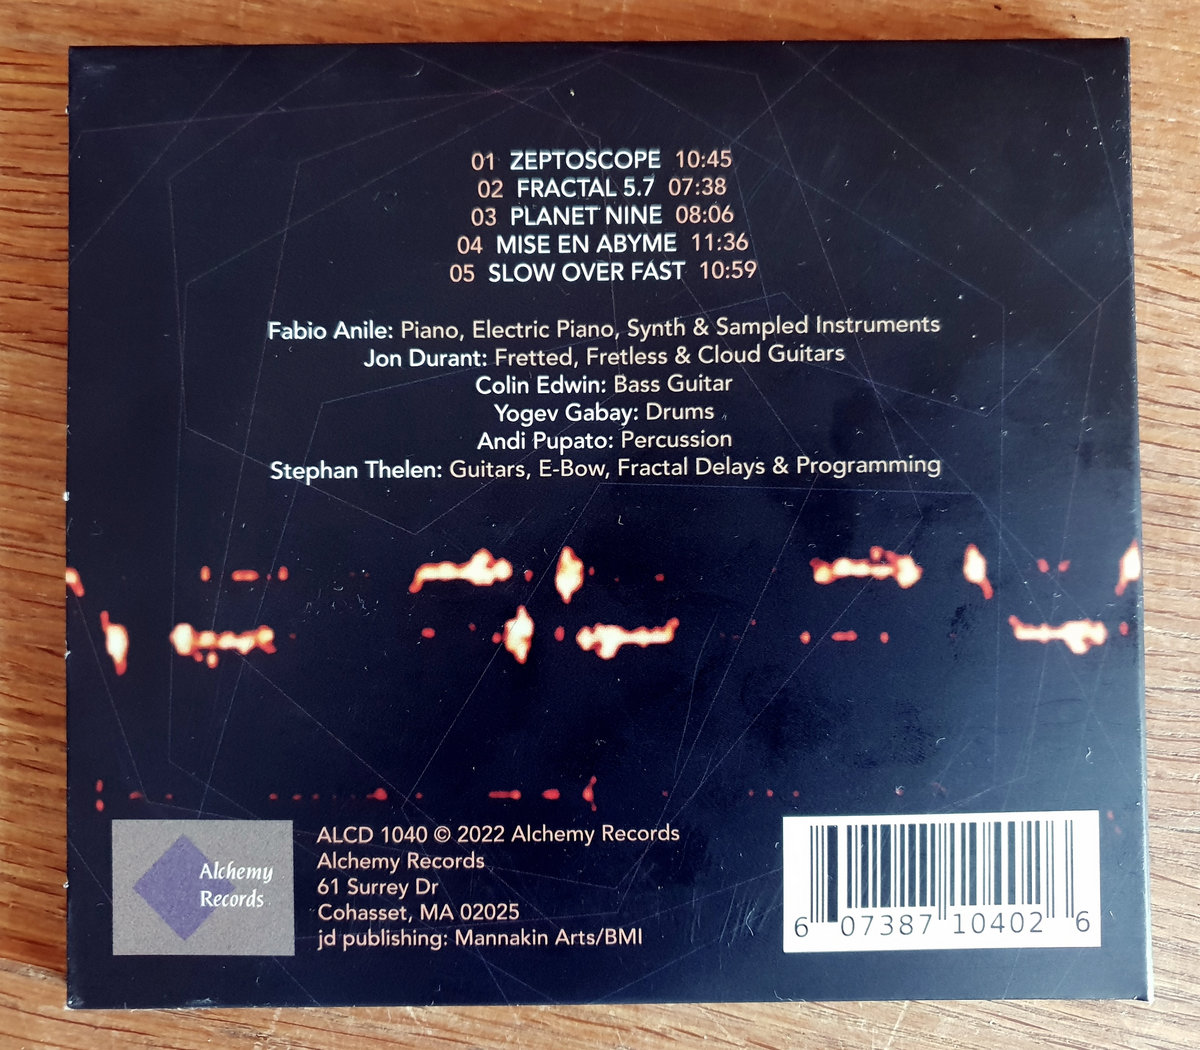 01 ZEPTOSCOPE 10:45
02 FRACTAL 5.7 07:38
03 PLANET NINE 08:06
04 MISE EN ABYME 11:36
05 SLOW OVER FAST 10:59
Fabio Anile: Piano, Electric Piano, Synth & Sampled Instruments
Jon Durant: Fretted, Fretless & Cloud Guitars
Colin Edwin: Bass Guitar
Yogev Gabay: Drums
Andi Pupato: Percussion
Stephan Thelen: Guitars, E-Bow, Fractal Delays & Programming
Alchemy
Records
ALCD 1040 © 2022 Alchemy Records
Alchemy Records
61 Surrey Dr
Cohasset, MA 02025
jd publishing: Mannakin Arts/BMI
6 07387 10402 6